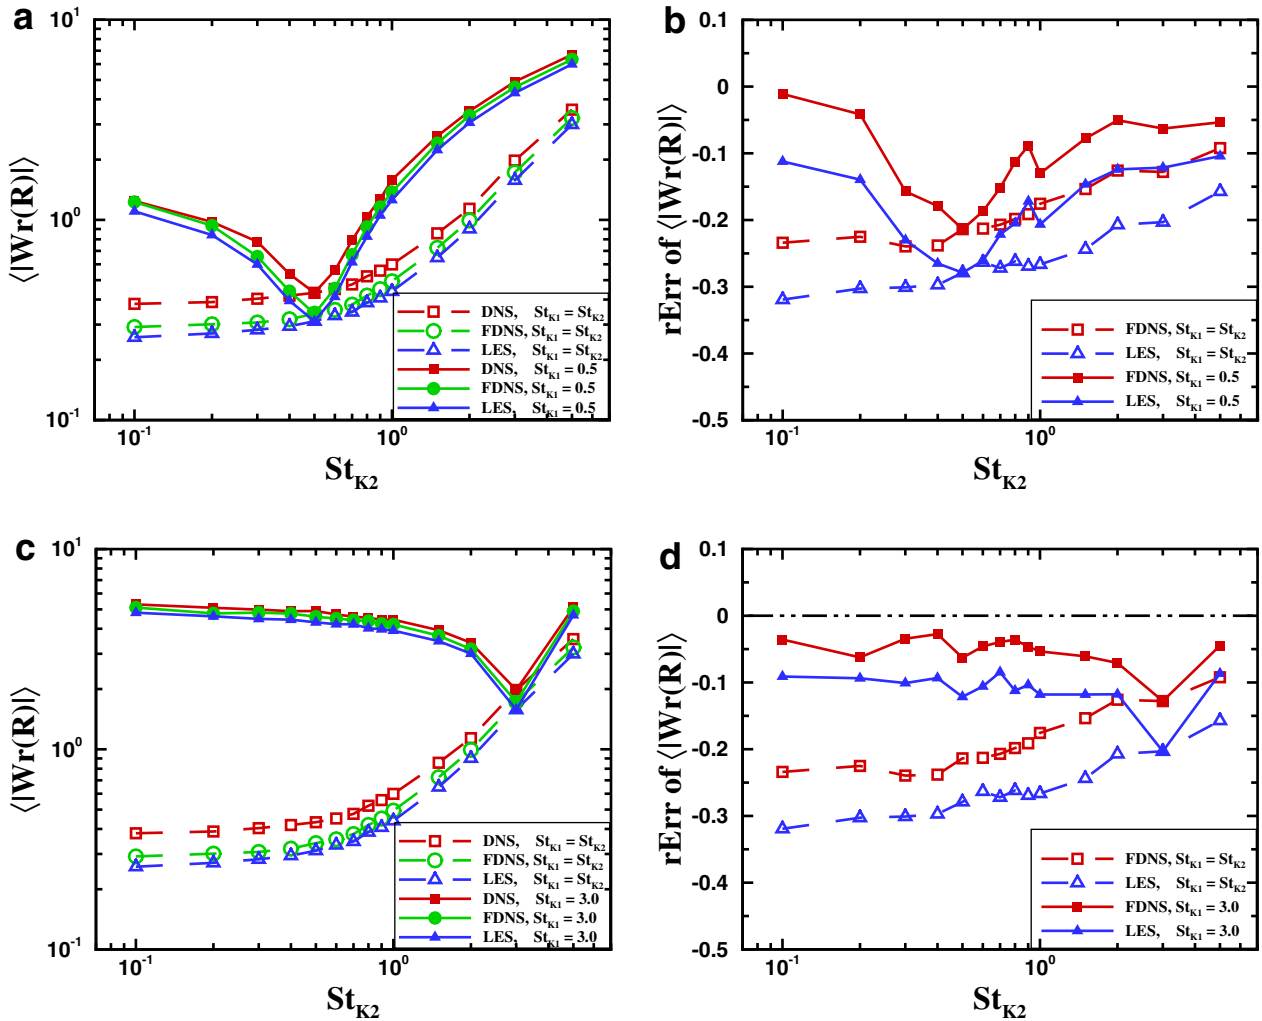 a
10¹
10⁰
10⁻¹
⟨|Wr(R)|⟩
10⁻¹
10⁰
St_K2
DNS, St_K1 = St_K2
FDNS, St_K1 = St_K2
LES, St_K1 = St_K2
DNS, St_K1 = 0.5
FDNS, St_K1 = 0.5
LES, St_K1 = 0.5
b
0.1
0
-0.1
-0.2
-0.3
-0.4
-0.5
rErr of ⟨|Wr(R)|⟩
10⁻¹
10⁰
St_K2
FDNS, St_K1 = St_K2
LES, St_K1 = St_K2
FDNS, St_K1 = 0.5
LES, St_K1 = 0.5
c
10¹
10⁰
10⁻¹
⟨|Wr(R)|⟩
10⁻¹
10⁰
St_K2
DNS, St_K1 = St_K2
FDNS, St_K1 = St_K2
LES, St_K1 = St_K2
DNS, St_K1 = 3.0
FDNS, St_K1 = 3.0
LES, St_K1 = 3.0
d
0.1
0
-0.1
-0.2
-0.3
-0.4
-0.5
rErr of ⟨|Wr(R)|⟩
10⁻¹
10⁰
St_K2
FDNS, St_K1 = St_K2
LES, St_K1 = St_K2
FDNS, St_K1 = 3.0
LES, St_K1 = 3.0